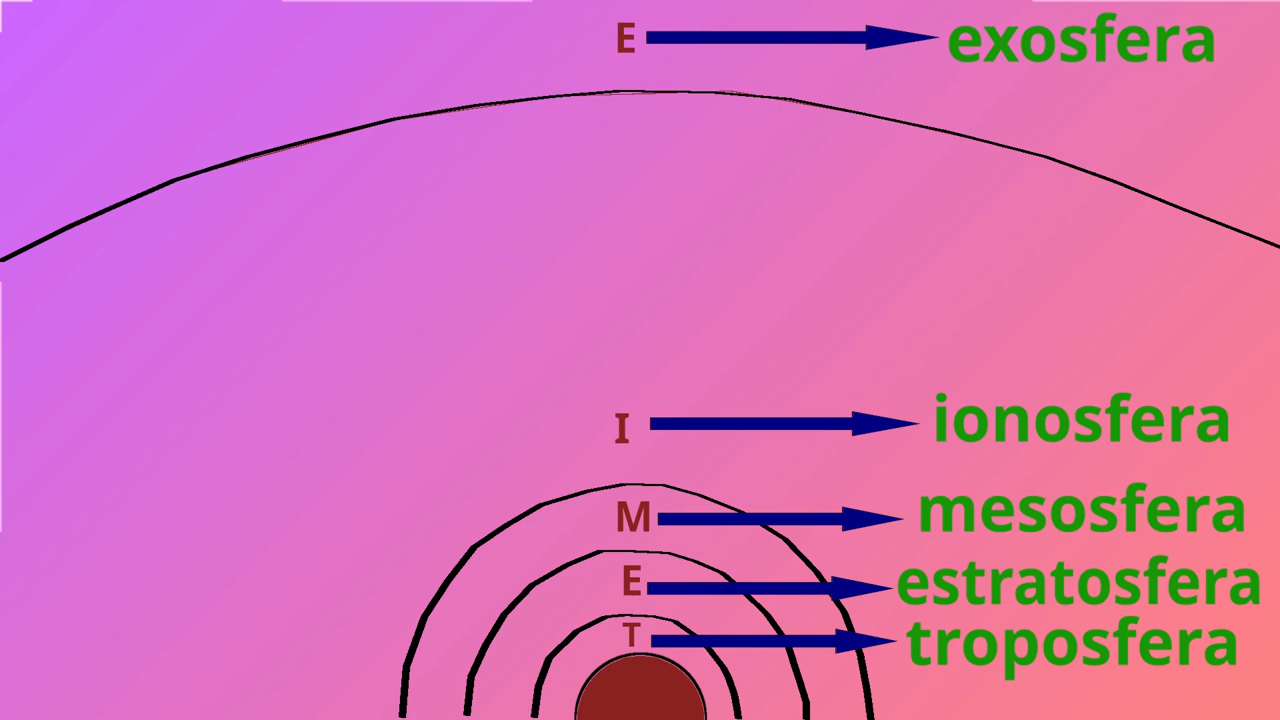 E exosfera
I ionosfera
M mesosfera
E estratosfera
T troposfera